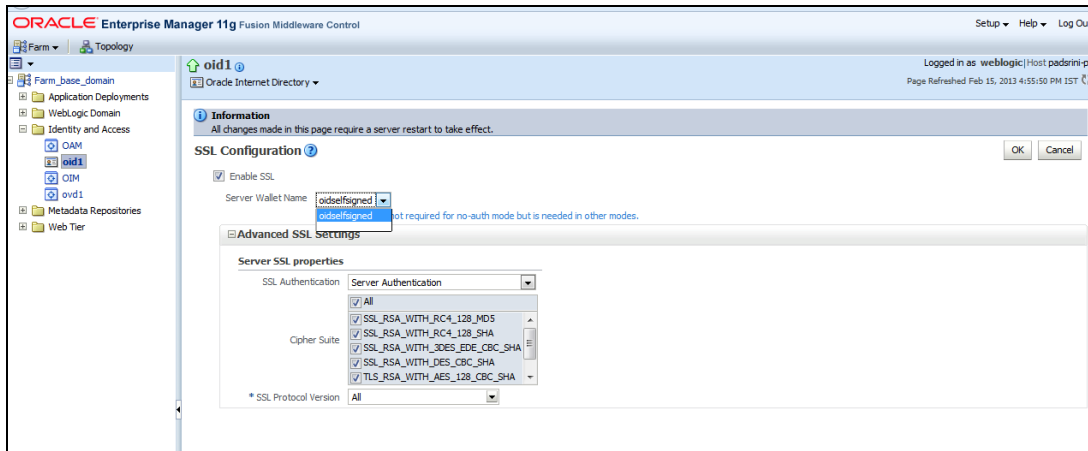 ORACLE Enterprise Manager 11g Fusion Middleware Control
Setup Help Log Ou
Farm Topology
Farm_base_domain
Application Deployments
WebLogic Domain
Identity and Access
OAM
oid1
OIM
ovd1
Metadata Repositories
Web Tier
oid1
Oracle Internet Directory
Logged in as weblogic|Host padsrini-p
Page Refreshed Feb 15, 2013 4:55:50 PM IST
Information
All changes made in this page require a server restart to take effect.
SSL Configuration
OK Cancel
Enable SSL
Server Wallet Name oidselfsigned
oidselfsigned
not required for no-auth mode but is needed in other modes.
Advanced SSL Settings
Server SSL properties
SSL Authentication Server Authentication
Cipher Suite
All
SSL_RSA_WITH_RC4_128_MD5
SSL_RSA_WITH_RC4_128_SHA
SSL_RSA_WITH_3DES_EDE_CBC_SHA
SSL_RSA_WITH_DES_CBC_SHA
TLS_RSA_WITH_AES_128_CBC_SHA
* SSL Protocol Version All